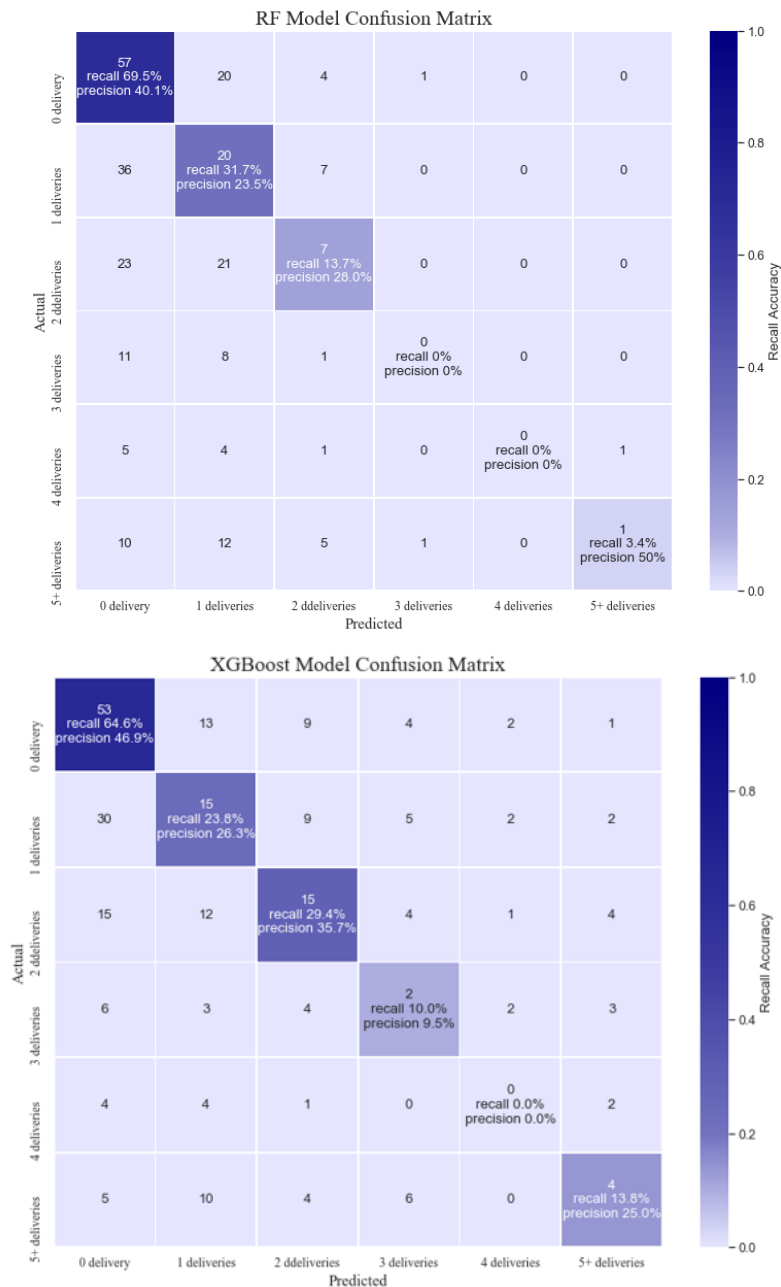 RF Model Confusion Matrix
57
recall 69.5%
precision 40.1%
20
4
1
0
0
36
20
recall 31.7%
precision 23.5%
7
0
0
0
23
21
7
recall 13.7%
precision 28.0%
0
0
0
11
8
1
0
recall 0%
precision 0%
0
0
5
4
1
0
0
recall 0%
precision 0%
1
10
12
5
1
0
1
recall 3.4%
precision 50%
0 delivery
1 deliveries
2 ddeliveries
3 deliveries
4 deliveries
5+ deliveries
Actual
0 delivery
1 deliveries
2 ddeliveries
3 deliveries
4 deliveries
5+ deliveries
Predicted
1.0
0.8
0.6
0.4
0.2
0.0
Recall Accuracy
XGBoost Model Confusion Matrix
53
recall 64.6%
precision 46.9%
13
9
4
2
1
30
15
recall 23.8%
precision 26.3%
9
5
2
2
15
12
15
recall 29.4%
precision 35.7%
4
1
4
6
3
4
2
recall 10.0%
precision 9.5%
2
3
4
4
1
0
0
recall 0.0%
precision 0.0%
2
5
10
4
6
0
4
recall 13.8%
precision 25.0%
0 delivery
1 deliveries
2 ddeliveries
3 deliveries
4 deliveries
5+ deliveries
Actual
0 delivery
1 deliveries
2 ddeliveries
3 deliveries
4 deliveries
5+ deliveries
Predicted
1.0
0.8
0.6
0.4
0.2
0.0
Recall Accuracy